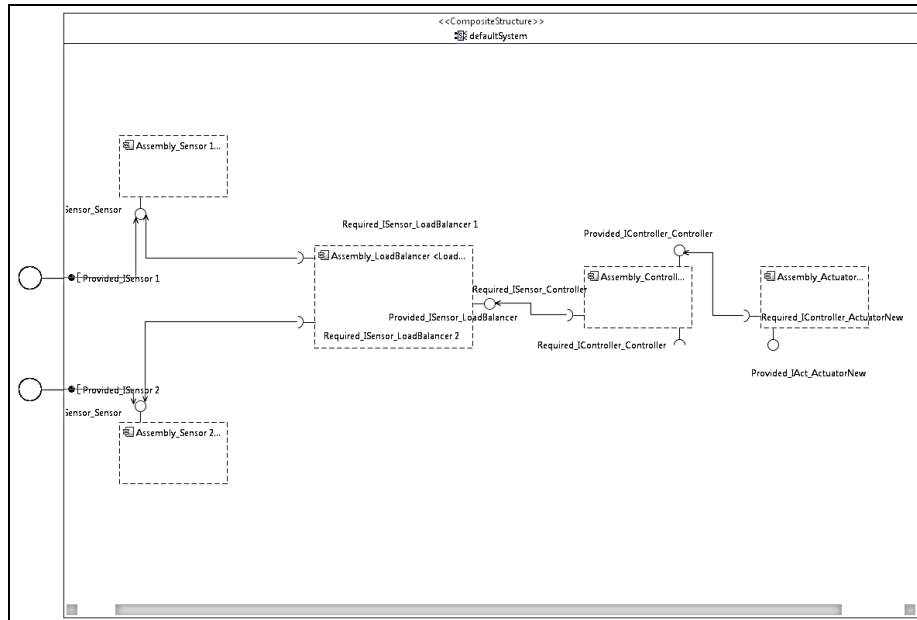 <<CompositeStructure>>
defaultSystem
Assembly_Sensor 1...
Sensor_Sensor
Required_ISensor_LoadBalancer 1
Provided_IController_Controller
Assembly_LoadBalancer <Load...
Provided_ISensor 1
Assembly_Controll...
Assembly_Actuator...
Required_ISensor_Controller
Provided_ISensor_LoadBalancer
Required_IController_ActuatorNew
Required_ISensor_LoadBalancer 2
Required_IController_Controller
Provided_IAct_ActuatorNew
Provided_ISensor 2
Sensor_Sensor
Assembly_Sensor 2...